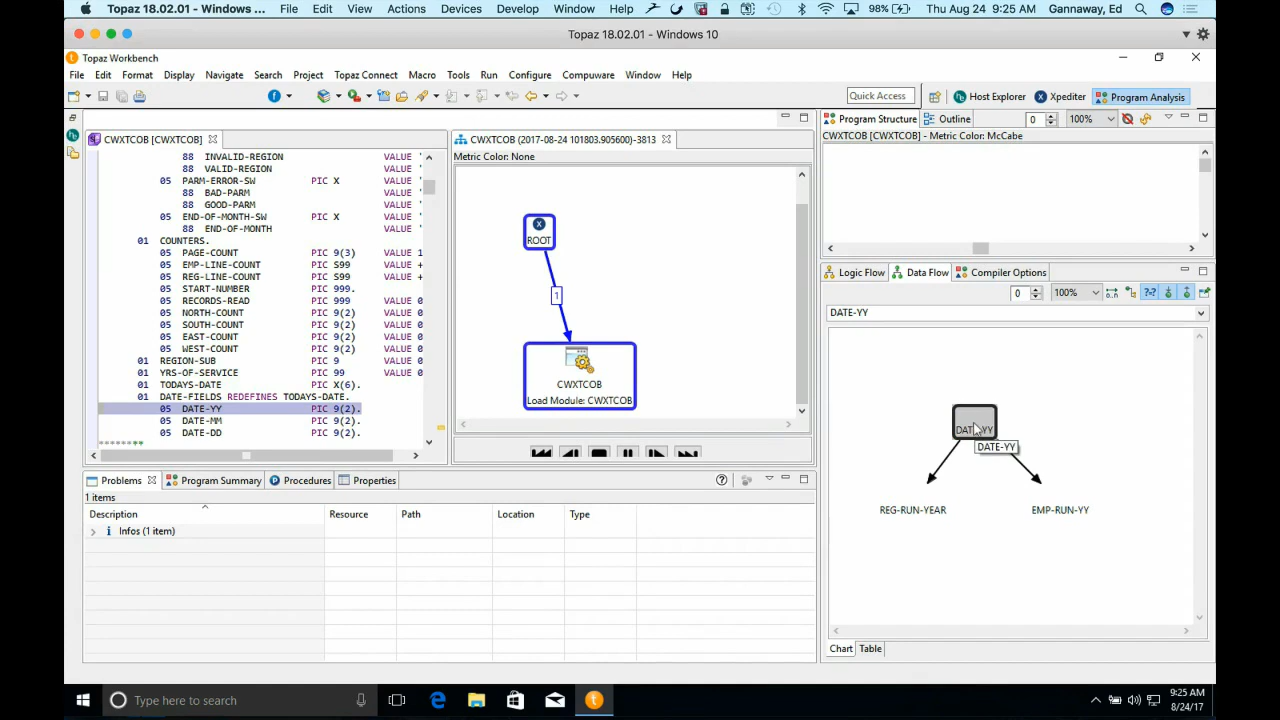 Topaz 18.02.01 - Windows ... File Edit View Actions Devices Develop Window Help 98% Thu Aug 24 9:25 AM Gannaway, Ed
Topaz 18.02.01 - Windows 10
Topaz Workbench
File Edit Format Display Navigate Search Project Topaz Connect Macro Tools Run Configure Compuware Window Help
Quick Access Host Explorer Xpediter Program Analysis
CWXTCOB [CWXTCOB]
88 INVALID-REGION VALUE '
88 VALID-REGION VALUE '
05 PARM-ERROR-SW PIC X VALUE '
88 BAD-PARM VALUE '
88 GOOD-PARM VALUE '
05 END-OF-MONTH-SW PIC X VALUE '
88 END-OF-MONTH VALUE '
01 COUNTERS.
05 PAGE-COUNT PIC 9(3) VALUE 1
05 EMP-LINE-COUNT PIC S99 VALUE +
05 REG-LINE-COUNT PIC S99 VALUE +
05 START-NUMBER PIC 999.
05 RECORDS-READ PIC 999 VALUE 0
05 NORTH-COUNT PIC 9(2) VALUE 0
05 SOUTH-COUNT PIC 9(2) VALUE 0
05 EAST-COUNT PIC 9(2) VALUE 0
05 WEST-COUNT PIC 9(2) VALUE 0
01 REGION-SUB PIC 9 VALUE 0
01 YRS-OF-SERVICE PIC 99 VALUE 0
01 TODAYS-DATE PIC X(6).
01 DATE-FIELDS REDEFINES TODAYS-DATE.
05 DATE-YY PIC 9(2).
05 DATE-MM PIC 9(2).
05 DATE-DD PIC 9(2).
*******
CWXTCOB (2017-08-24 101803.905600)-3813
Metric Color: None
ROOT
1
CWXTCOB
Load Module: CWXTCOB
Program Structure Outline 0 100%
CWXTCOB [CWXTCOB] - Metric Color: McCabe
Logic Flow Data Flow Compiler Options
0 100%
DATE-YY
DATE-YY
DATE-YY
REG-RUN-YEAR EMP-RUN-YY
Chart Table
Problems Program Summary Procedures Properties
1 items
Description Resource Path Location Type
Infos (1 item)
Type here to search
9:25 AM
8/24/17